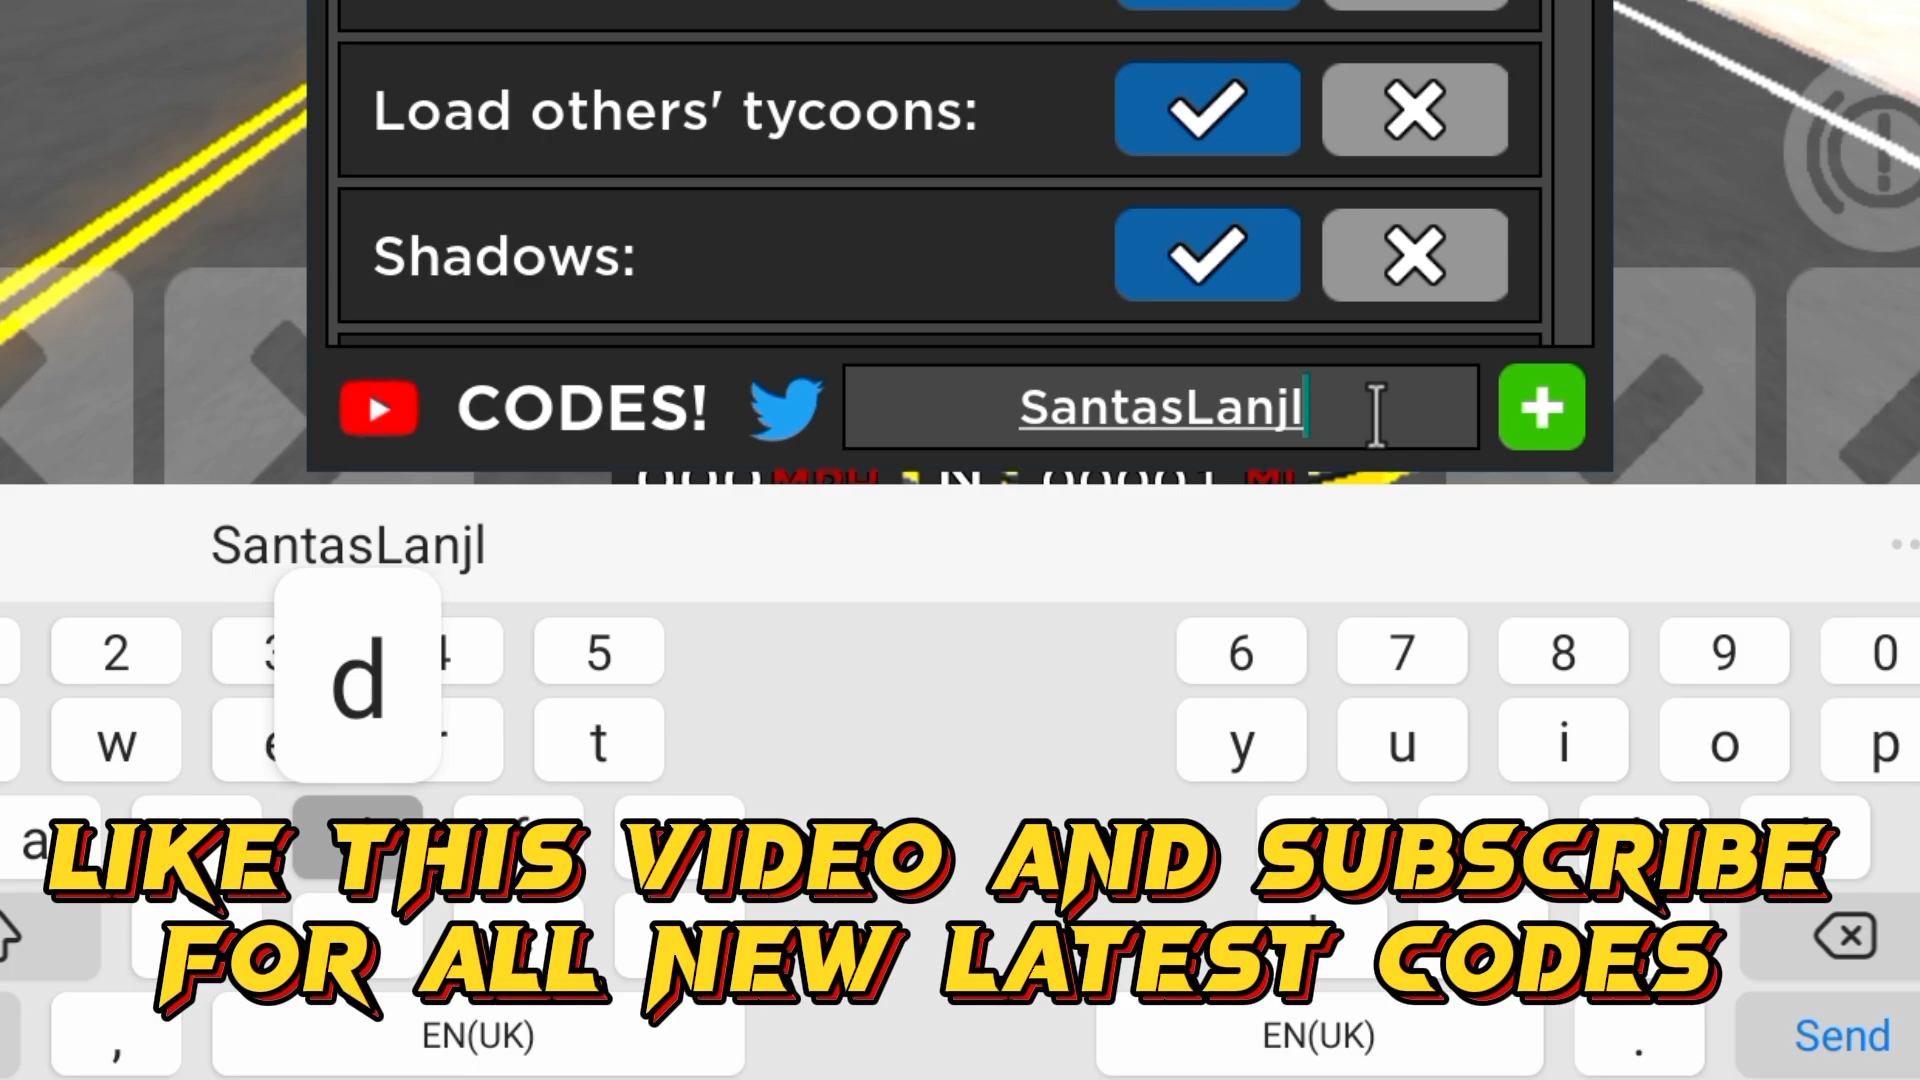 Load others' tycoons:
Shadows:
CODES!
SantasLanjl
SantasLanjl
d
2 5 6 7 8 9 0
w t y u i o p
a
LIKE THIS VIDEO AND SUBSCRIBE
FOR ALL NEW LATEST CODES
, EN(UK) EN(UK) . Send